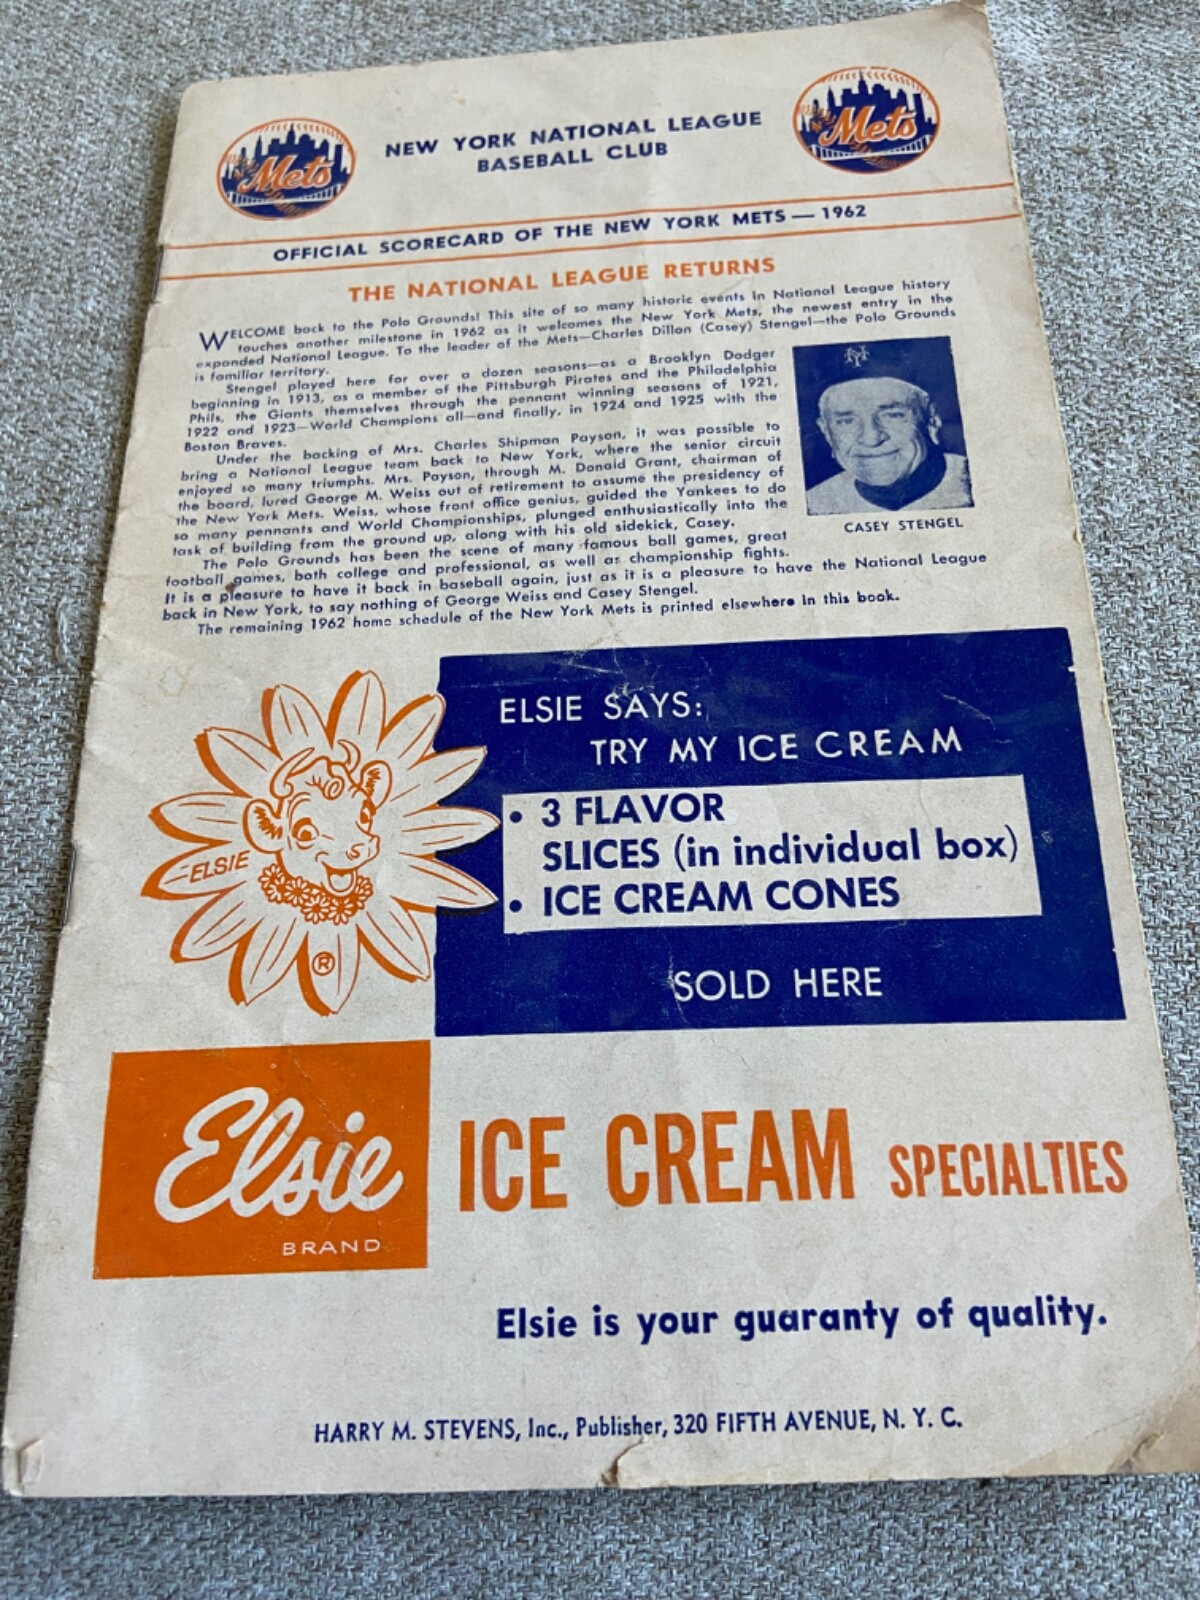 Mets
Mets
NEW YORK NATIONAL LEAGUE
BASEBALL CLUB
OFFICIAL SCORECARD OF THE NEW YORK METS — 1962
THE NATIONAL LEAGUE RETURNS
WELCOME back to the Polo Grounds! This site of so many historic events in National League history
touches another milestone in 1962 as it welcomes the New York Mets, the newest entry in the
expanded National League. To the leader of the Mets—Charles Dillon (Casey) Stengel—the Polo Grounds
is familiar territory.
Stengel played here for over a dozen seasons—as a Brooklyn Dodger
beginning in 1913, as a member of the Pittsburgh Pirates and the Philadelphia
Phils, the Giants themselves through the pennant winning seasons of 1921,
1922 and 1923—World Champions all—and finally, in 1924 and 1925 with the
Boston Braves.
Under the backing of Mrs. Charles Shipman Payson, it was possible to
bring a National League team back to New York, where the senior circuit
enjoyed so many triumphs. Mrs. Payson, through M. Donald Grant, chairman of
the board, lured George M. Weiss out of retirement to assume the presidency of
the New York Mets. Weiss, whose front office genius, guided the Yankees to do
so many pennants and World Championships, plunged enthusiastically into the
task of building from the ground up, along with his old sidekick, Casey.
The Polo Grounds has been the scene of many famous ball games, great
football games, both college and professional, as well as championship fights.
It is a pleasure to have it back in baseball again, just as it is a pleasure to have the National League
back in New York, to say nothing of George Weiss and Casey Stengel.
The remaining 1962 home schedule of the New York Mets is printed elsewhere in this book.
NY
CASEY STENGEL
ELSIE
®
ELSIE SAYS:
TRY MY ICE CREAM
• 3 FLAVOR
SLICES (in individual box)
• ICE CREAM CONES
SOLD HERE
Elsie
BRAND
ICE CREAM SPECIALTIES
Elsie is your guaranty of quality.
HARRY M. STEVENS, Inc., Publisher, 320 FIFTH AVENUE, N. Y. C.